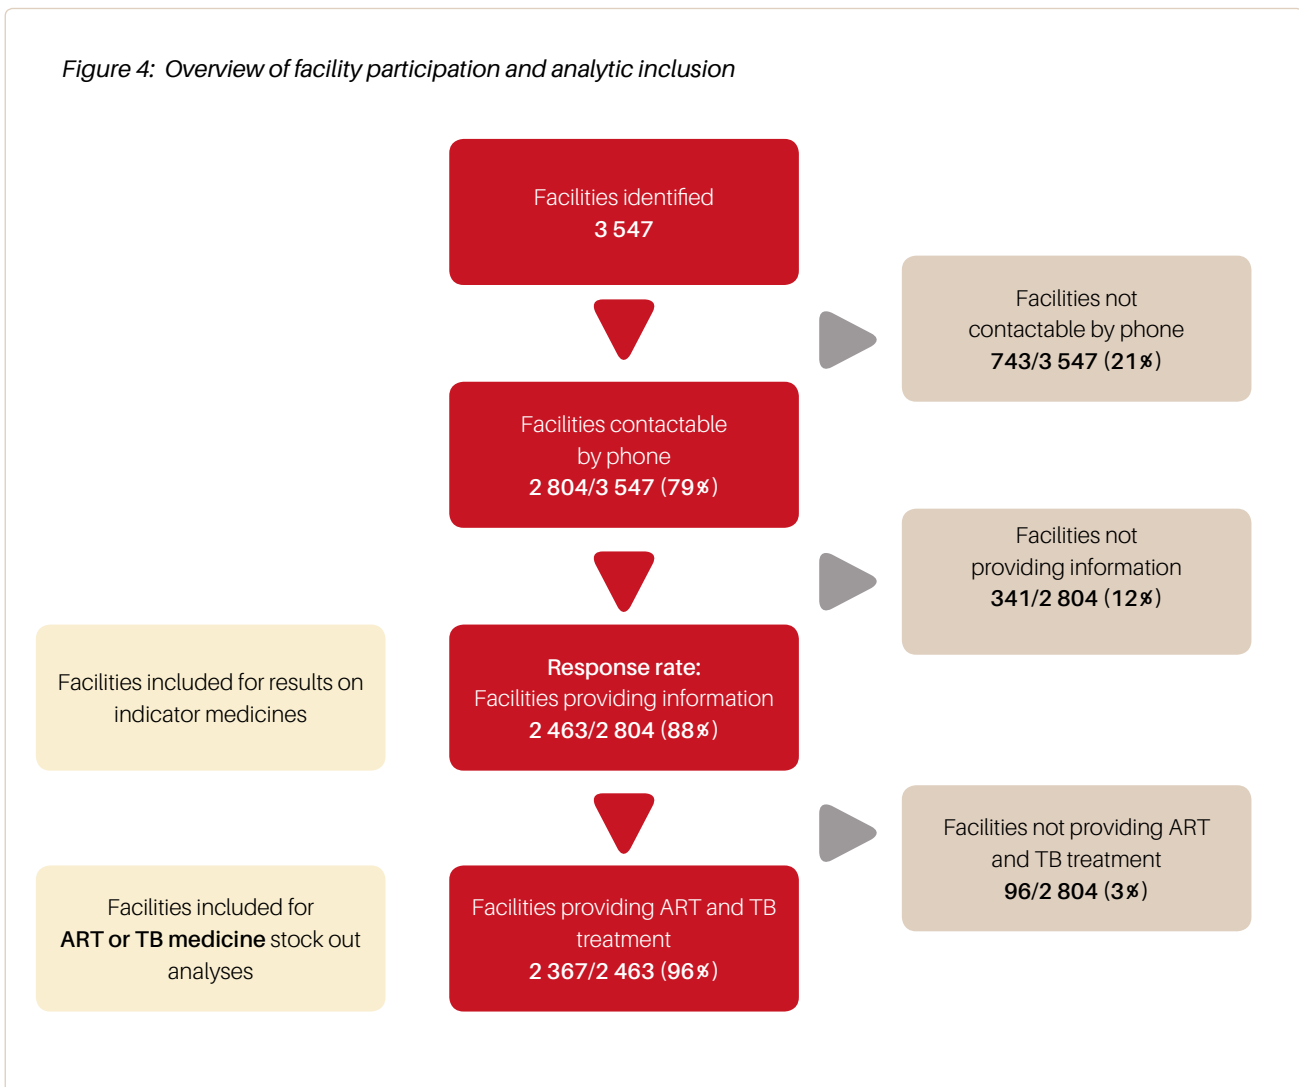 Figure 4:  Overview of facility participation and analytic inclusion
Facilities identified
3 547
Facilities not
contactable by phone
743/3 547 (21%)
Facilities contactable
by phone
2 804/3 547 (79%)
Facilities not
providing information
341/2 804 (12%)
Facilities included for results on
indicator medicines
Response rate:
Facilities providing information
2 463/2 804 (88%)
Facilities not providing ART
and TB treatment
96/2 804 (3%)
Facilities included for
ART or TB medicine stock out
analyses
Facilities providing ART and TB
treatment
2 367/2 463 (96%)